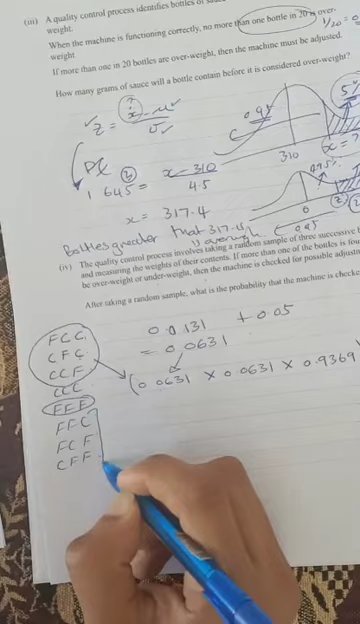 (iii) A quality control process identifies bottles of sauce
weight.
When the machine is functioning correctly, no more than one bottle in 20 is over-
weight
1/20 =
If more than one in 20 bottles are over-weight, then the machine must be adjusted.
How many grams of sauce will a bottle contain before it is considered over-weight?
z = x - μ
σ
0.95
5%
310
x = ?
1.645 = x - 310
4.5
x = 317.4
0
0.95
Bottles greater that 317.4
is overweigh
(iv) The quality control process involves taking a random sample of three successive
and measuring the weights of their contents. If more than one of the bottles is
be over-weight or under-weight, then the machine is checked for possible
After taking a random sample, what is the probability that the machine is checked
0.0131 + 0.05
= 0.0631
(0.0631 × 0.0631 × 0.9369)
FCC
CFC
CCF
CCC
FFF
FFC
FCF
CFF